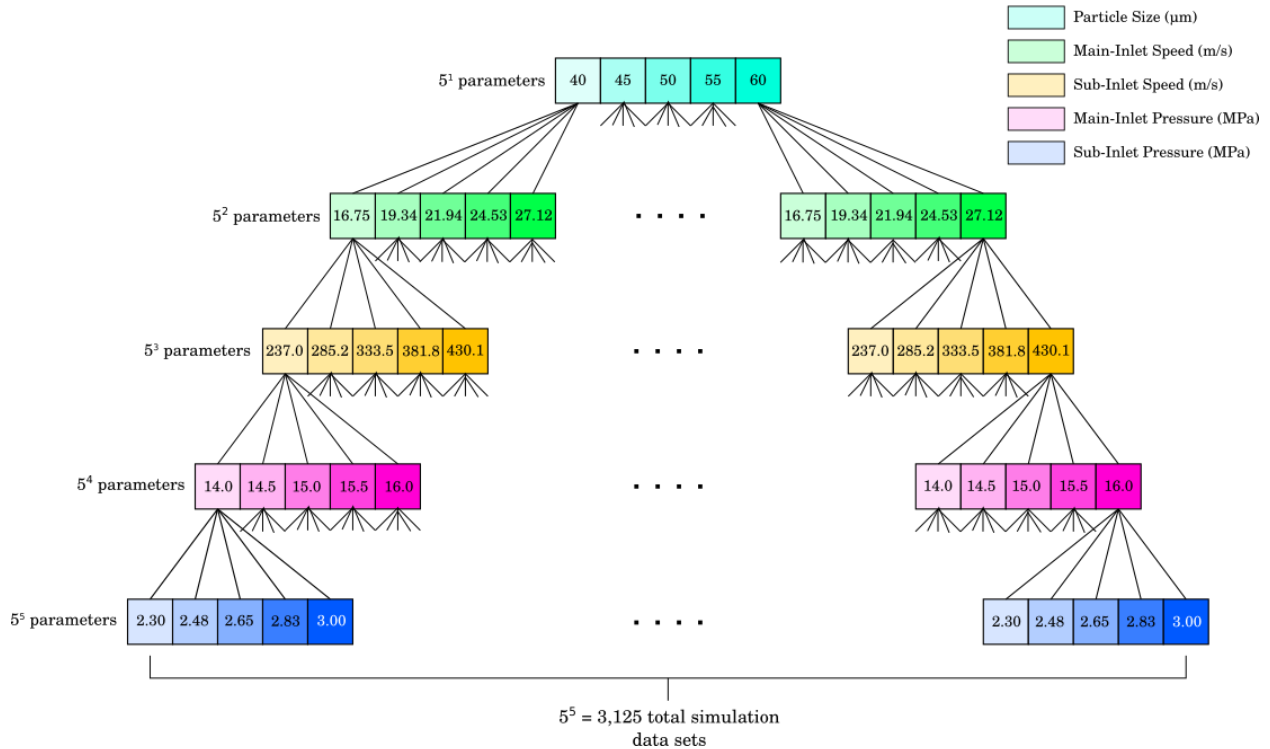 Particle Size (μm)
Main-Inlet Speed (m/s)
Sub-Inlet Speed (m/s)
Main-Inlet Pressure (MPa)
Sub-Inlet Pressure (MPa)
5¹ parameters 40 45 50 55 60
5² parameters 16.75 19.34 21.94 24.53 27.12 . . . . 16.75 19.34 21.94 24.53 27.12
5³ parameters 237.0 285.2 333.5 381.8 430.1 . . . . 237.0 285.2 333.5 381.8 430.1
5⁴ parameters 14.0 14.5 15.0 15.5 16.0 . . . . 14.0 14.5 15.0 15.5 16.0
5⁵ parameters 2.30 2.48 2.65 2.83 3.00 . . . . 2.30 2.48 2.65 2.83 3.00
5⁵ = 3,125 total simulation
data sets